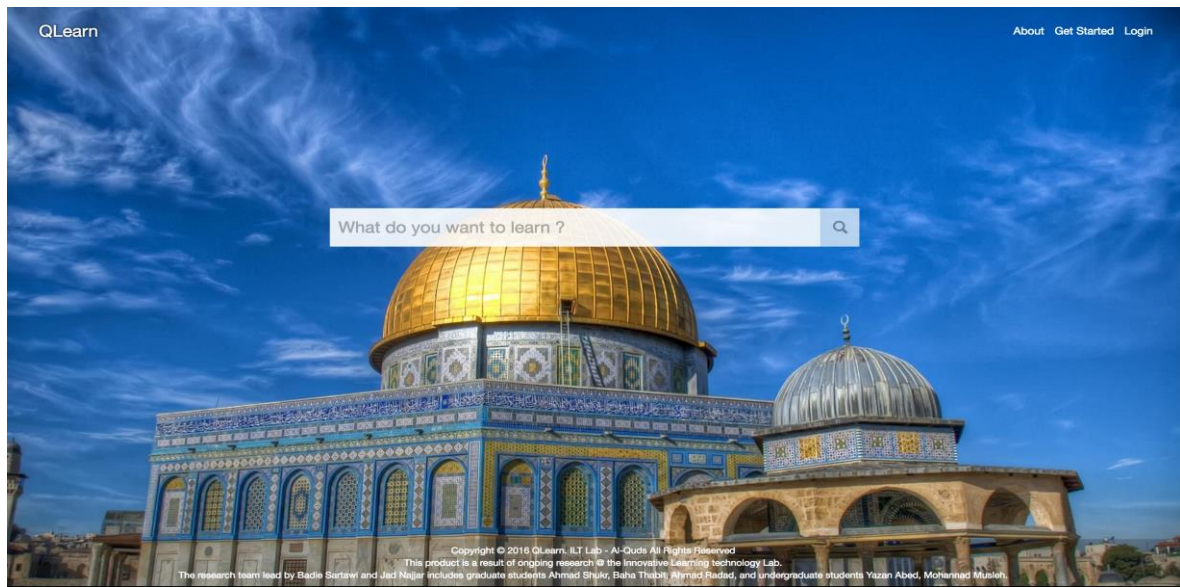 QLearn
About Get Started Login
What do you want to learn ?
Copyright © 2016 QLearn. ILT Lab - Al-Quds All Rights Reserved
This product is a result of ongoing research @ the Innovative Learning technology Lab.
The research team lead by Badie Sartawi and Jad Najjar includes graduate students Ahmad Shukr, Baha Thabit, Ahmad Radad, and undergraduate students Yazan Abed, Mohannad Musleh.